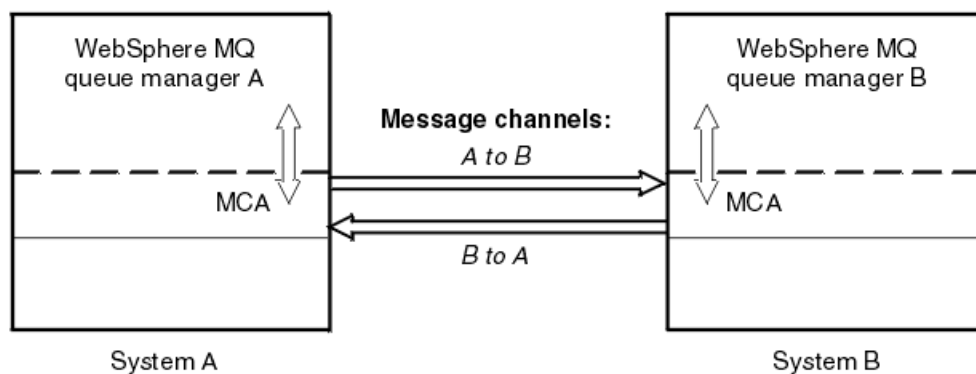 WebSphere MQ
queue manager A
WebSphere MQ
queue manager B
Message channels:
A to B
MCA
MCA
B to A
System A
System B